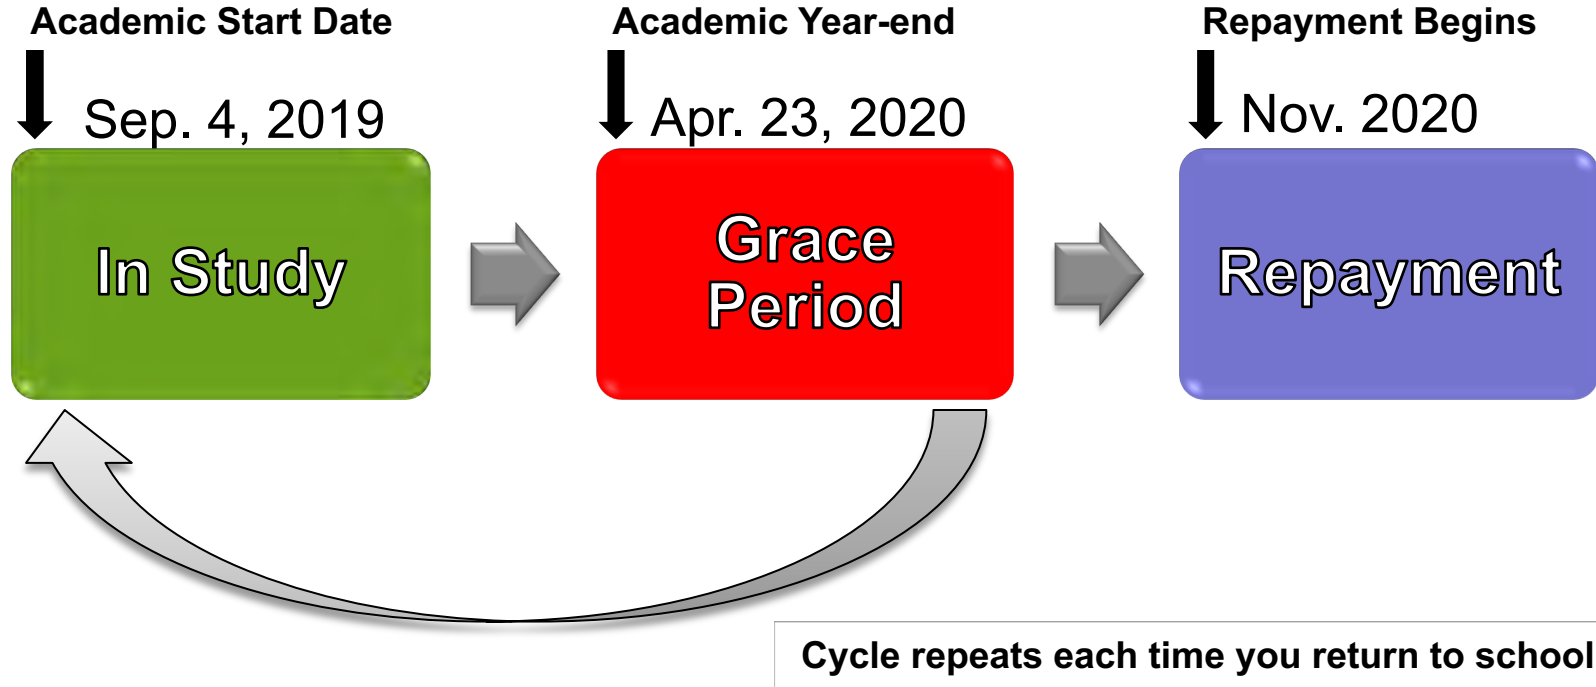 Academic Start Date
Sep. 4, 2019
In Study
Academic Year-end
Apr. 23, 2020
Grace
Period
Repayment Begins
Nov. 2020
Repayment
Cycle repeats each time you return to school